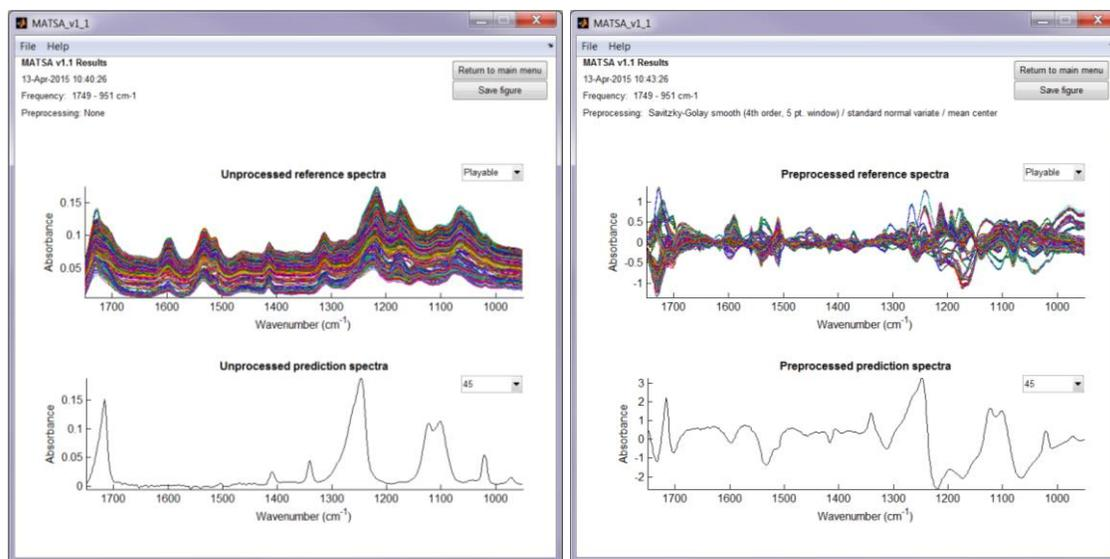 MATSA_v1_1
File Help
MATSA v1.1 Results
13-Apr-2015 10:40:26
Frequency: 1749 - 951 cm-1
Preprocessing: None
Return to main menu
Save figure
Unprocessed reference spectra
Playable
Absorbance
0.15
0.1
0.05
1700 1600 1500 1400 1300 1200 1100 1000
Wavenumber (cm⁻¹)
Unprocessed prediction spectra
45
Absorbance
0.15
0.1
0.05
0
1700 1600 1500 1400 1300 1200 1100 1000
Wavenumber (cm⁻¹)
MATSA_v1_1
File Help
MATSA v1.1 Results
13-Apr-2015 10:43:26
Frequency: 1749 - 951 cm-1
Preprocessing: Savitzky-Golay smooth (4th order, 5 pt. window) / standard normal variate / mean center
Return to main menu
Save figure
Preprocessed reference spectra
Playable
Absorbance
1
0.5
0
-0.5
-1
1700 1600 1500 1400 1300 1200 1100 1000
Wavenumber (cm⁻¹)
Preprocessed prediction spectra
45
Absorbance
3
2
1
0
-1
-2
1700 1600 1500 1400 1300 1200 1100 1000
Wavenumber (cm⁻¹)